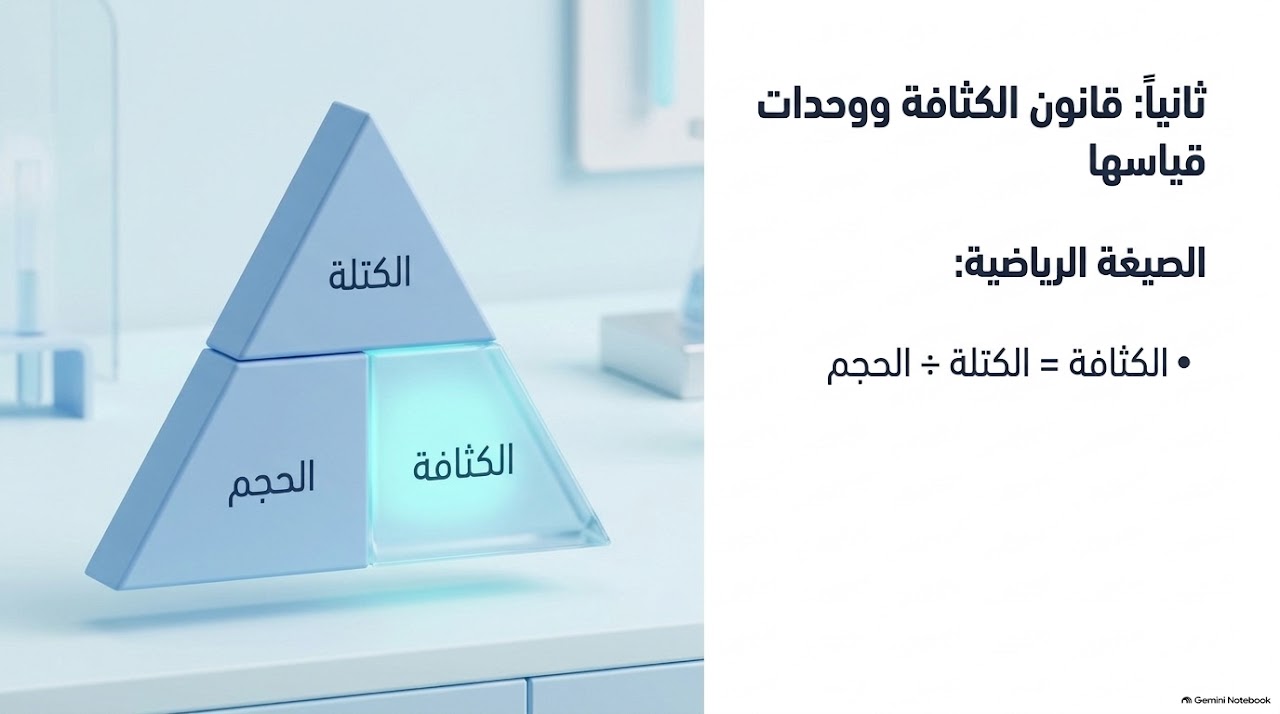 ثانياً: قانون الكثافة ووحدات
قياسها
الصيغة الرياضية:
• الكثافة = الكتلة ÷ الحجم
الكتلة
الكثافة
الحجم
Gemini Notebook